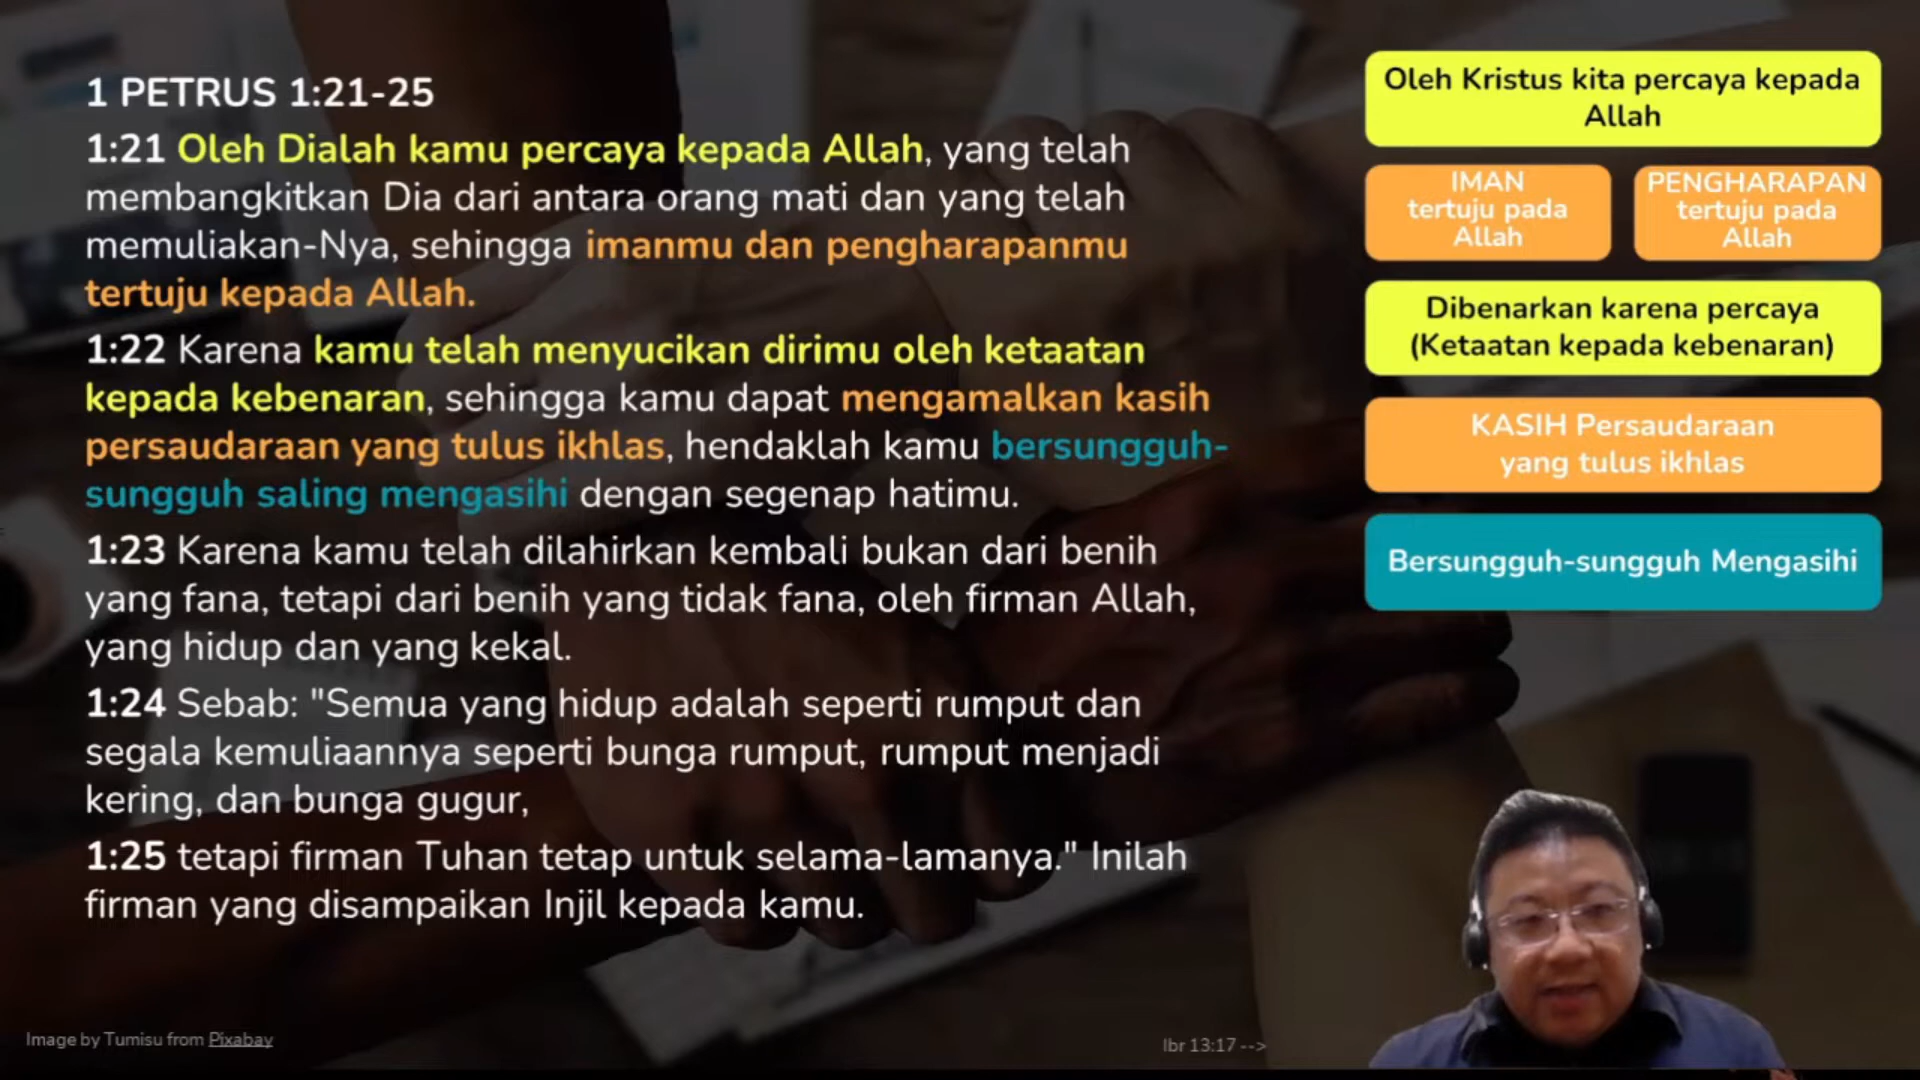 1 PETRUS 1:21-25
1:21 Oleh Dialah kamu percaya kepada Allah, yang telah
membangkitkan Dia dari antara orang mati dan yang telah
memuliakan-Nya, sehingga imanmu dan pengharapanmu
tertuju kepada Allah.
1:22 Karena kamu telah menyucikan dirimu oleh ketaatan
kepada kebenaran, sehingga kamu dapat mengamalkan kasih
persaudaraan yang tulus ikhlas, hendaklah kamu bersungguh-
sungguh saling mengasihi dengan segenap hatimu.
1:23 Karena kamu telah dilahirkan kembali bukan dari benih
yang fana, tetapi dari benih yang tidak fana, oleh firman Allah,
yang hidup dan yang kekal.
1:24 Sebab: "Semua yang hidup adalah seperti rumput dan
segala kemuliaannya seperti bunga rumput, rumput menjadi
kering, dan bunga gugur,
1:25 tetapi firman Tuhan tetap untuk selama-lamanya." Inilah
firman yang disampaikan Injil kepada kamu.
Oleh Kristus kita percaya kepada
Allah
IMAN
tertuju pada
Allah
PENGHARAPAN
tertuju pada
Allah
Dibenarkan karena percaya
(Ketaatan kepada kebenaran)
KASIH Persaudaraan
yang tulus ikhlas
Bersungguh-sungguh Mengasihi
Image by Tumisu from Pixabay
Ibr 13:17 -->